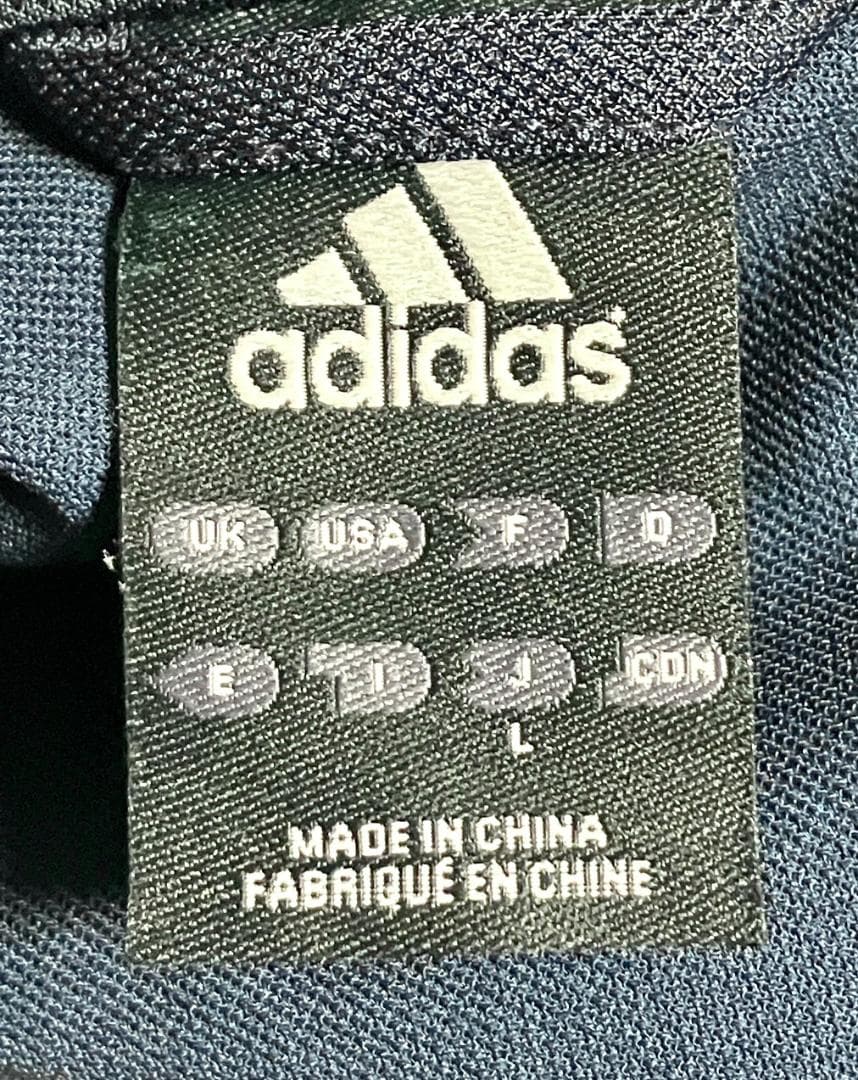 adidas
UK USA F D
E I J CDN
L
MADE IN CHINA
FABRIQUÉ EN CHINE